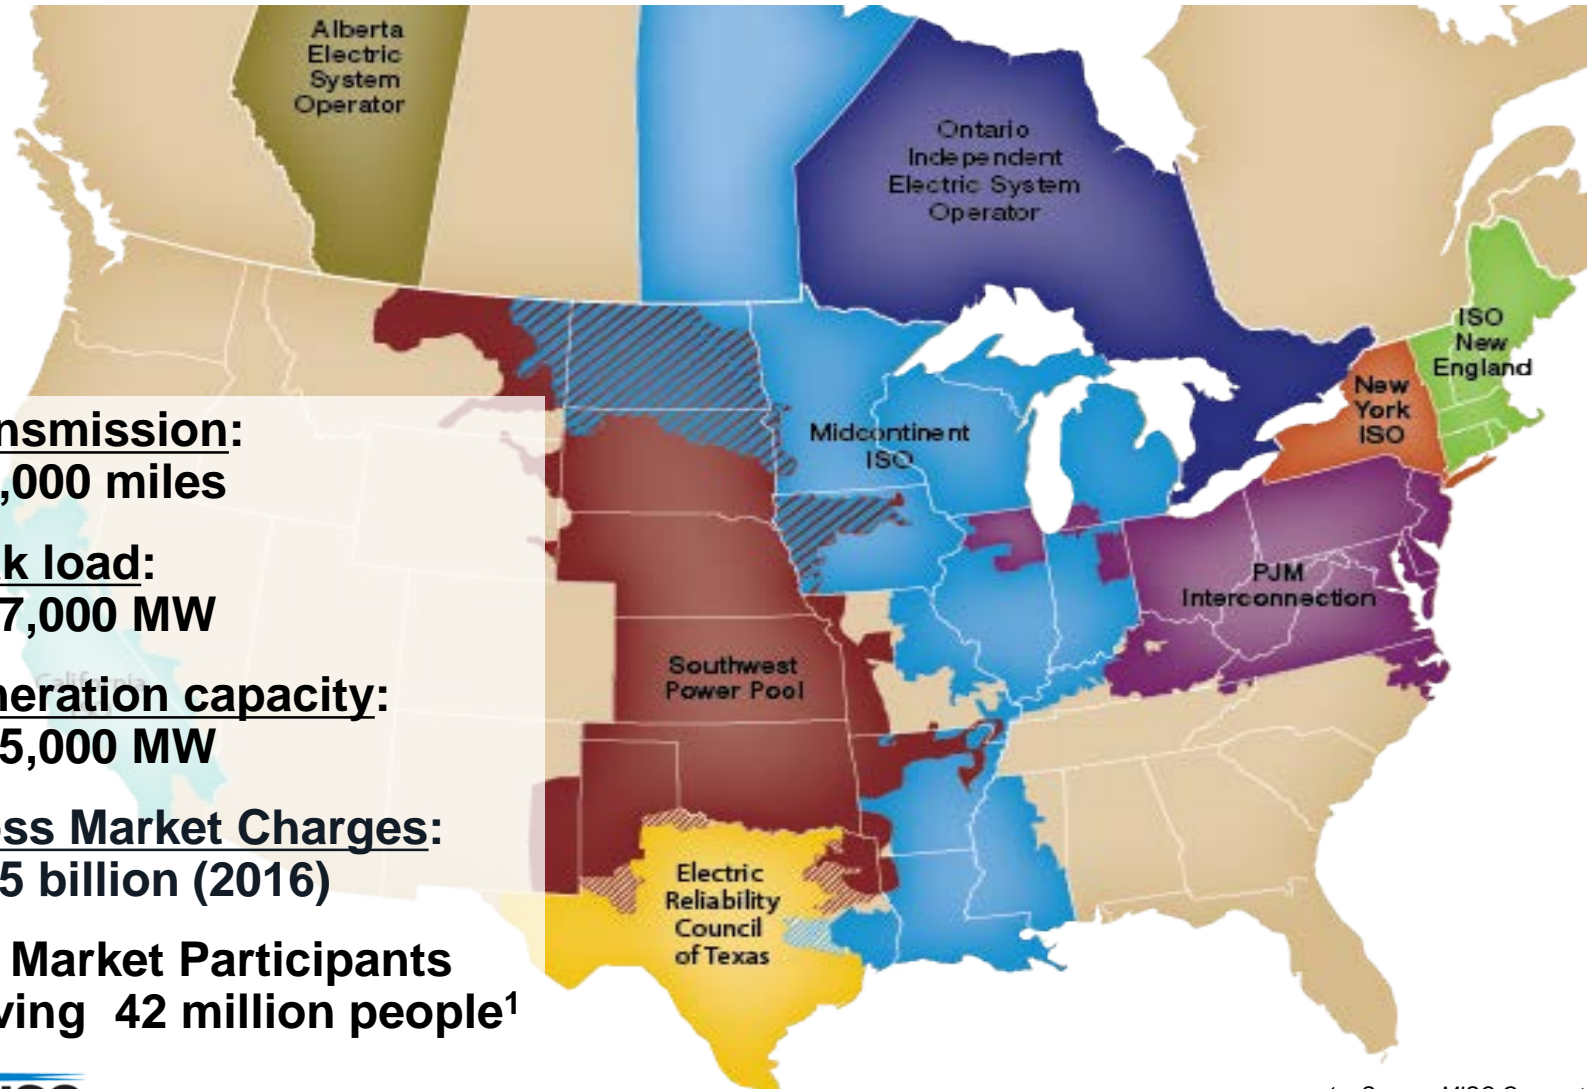 Alberta
Electric
System
Operator
Ontario
Independent
Electric System
Operator
ISO
New
England
New
York
ISO
Midcontinent
ISO
PJM
Interconnection
Southwest
Power Pool
California
Electric
Reliability
Council
of Texas
nsmission:
,000 miles
k load:
7,000 MW
neration capacity:
5,000 MW
ss Market Charges:
5 billion (2016)
Market Participants
ving 42 million people¹